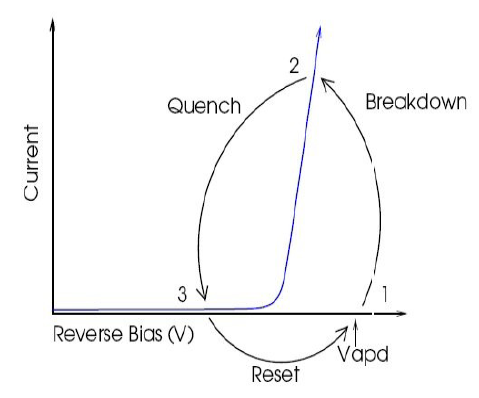 2
Quench
Breakdown
Current
3
1
Reverse Bias (V)
Vapd
Reset